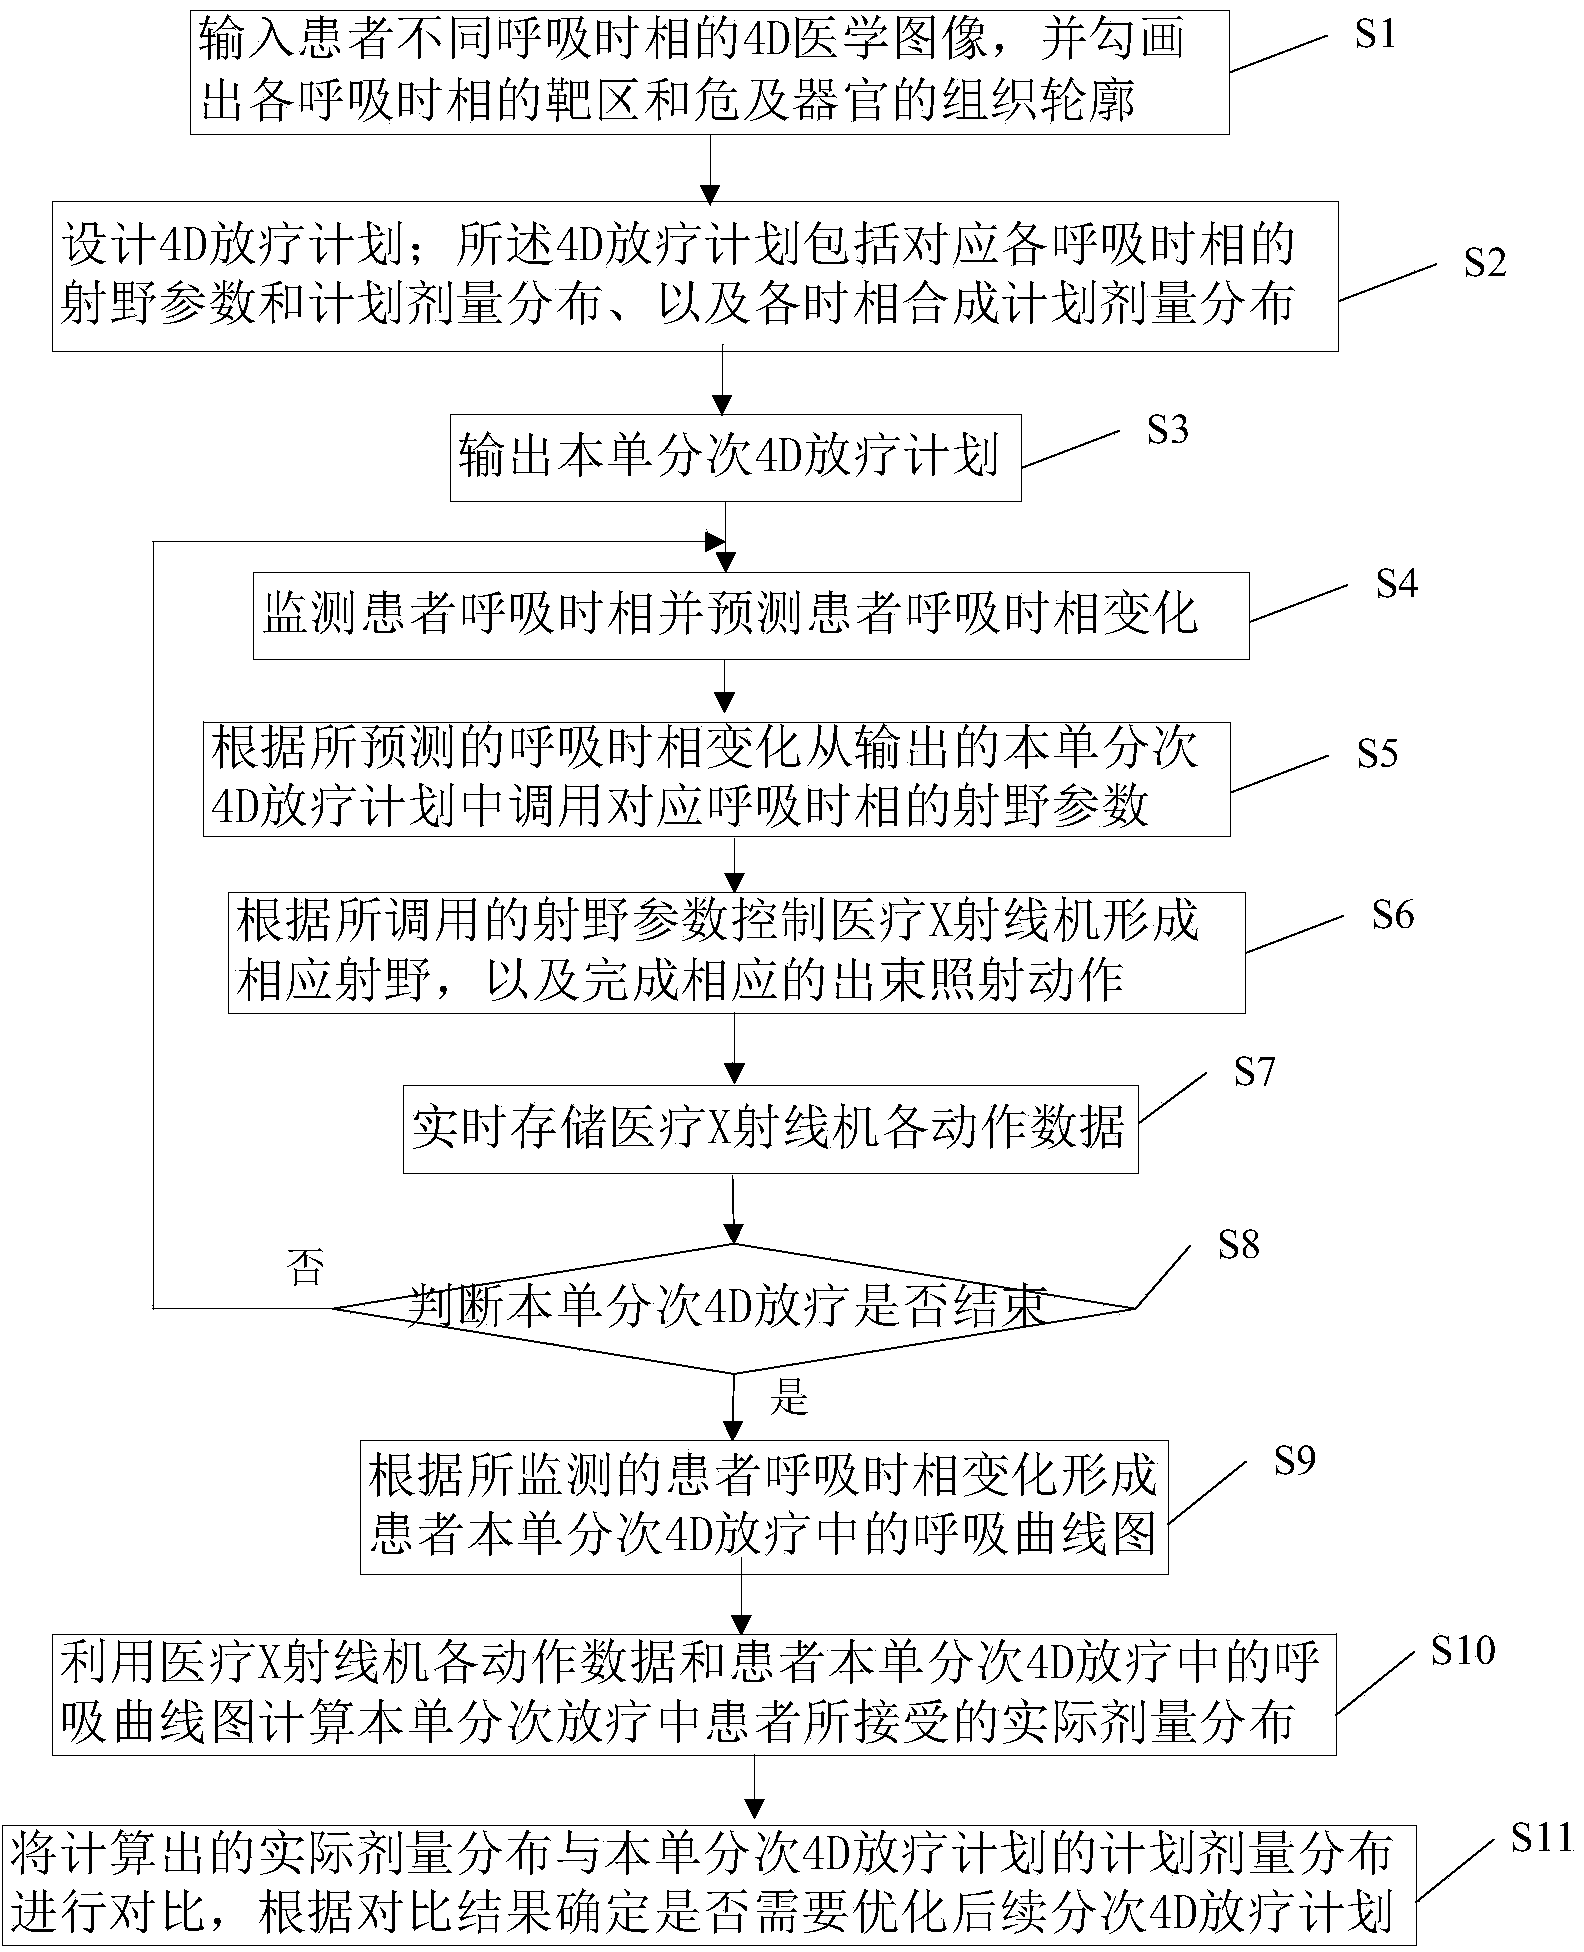 输入患者不同呼吸时相的4D医学图像，并勾画
出各呼吸时相的靶区和危及器官的组织轮廓
S1
设计4D放疗计划；所述4D放疗计划包括对应各呼吸时相的
射野参数和计划剂量分布、以及各时相合成计划剂量分布
S2
输出本单分次4D放疗计划
S3
监测患者呼吸时相并预测患者呼吸时相变化
S4
根据所预测的呼吸时相变化从输出的本单分次
4D放疗计划中调用对应呼吸时相的射野参数
S5
根据所调用的射野参数控制医疗X射线机形成
相应射野，以及完成相应的出束照射动作
S6
实时存储医疗X射线机各动作数据
S7
否
判断本单分次4D放疗是否结束
S8
是
根据所监测的患者呼吸时相变化形成
患者本单分次4D放疗中的呼吸曲线图
S9
利用医疗X射线机各动作数据和患者本单分次4D放疗中的呼
吸曲线图计算本单分次放疗中患者所接受的实际剂量分布
S10
将计算出的实际剂量分布与本单分次4D放疗计划的计划剂量分布
进行对比，根据对比结果确定是否需要优化后续分次4D放疗计划
S11